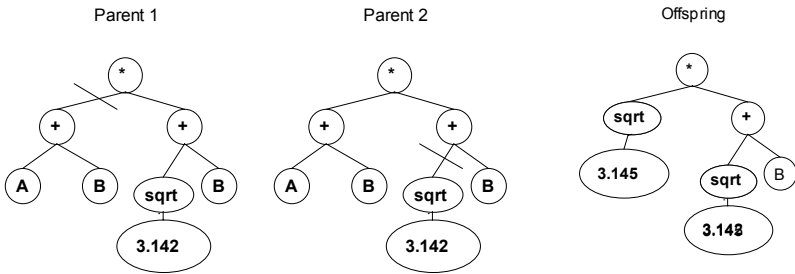 Parent 1 Parent 2 Offspring
* * *
+ + + + sqrt +
A B sqrt B A B sqrt B 3.145 sqrt B
3.142 3.142